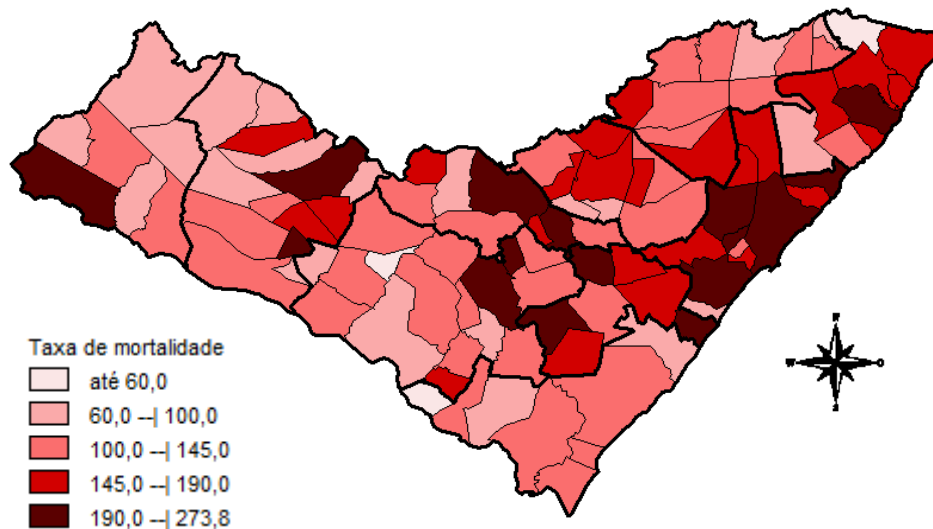 Taxa de mortalidade
até 60,0
60,0 --| 100,0
100,0 --| 145,0
145,0 --| 190,0
190,0 --| 273,8
W
O